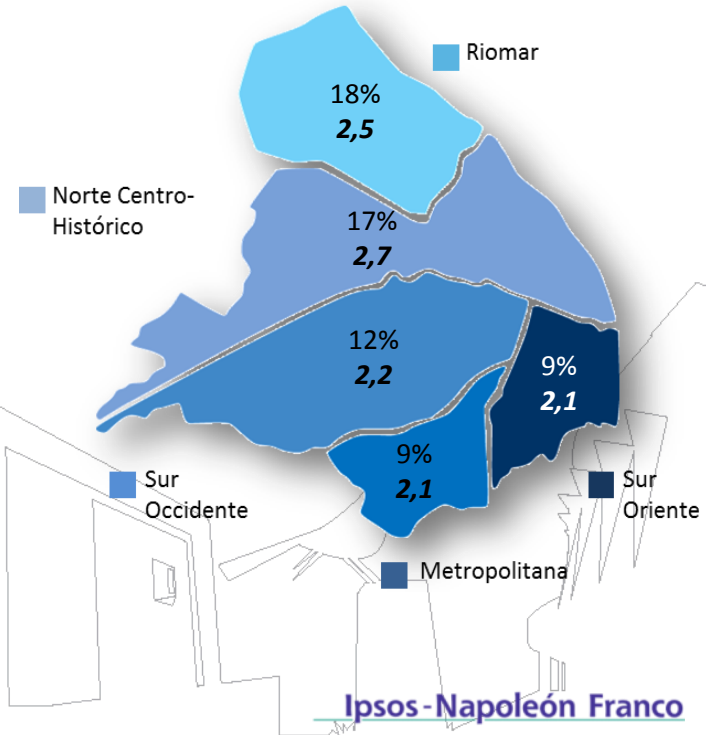 Riomar
18%
2,5
Norte Centro-
Histórico
17%
2,7
12%
2,2
9%
2,1
9%
2,1
Sur
Occidente
Sur
Oriente
Metropolitana
Ipsos-Napoleón Franco